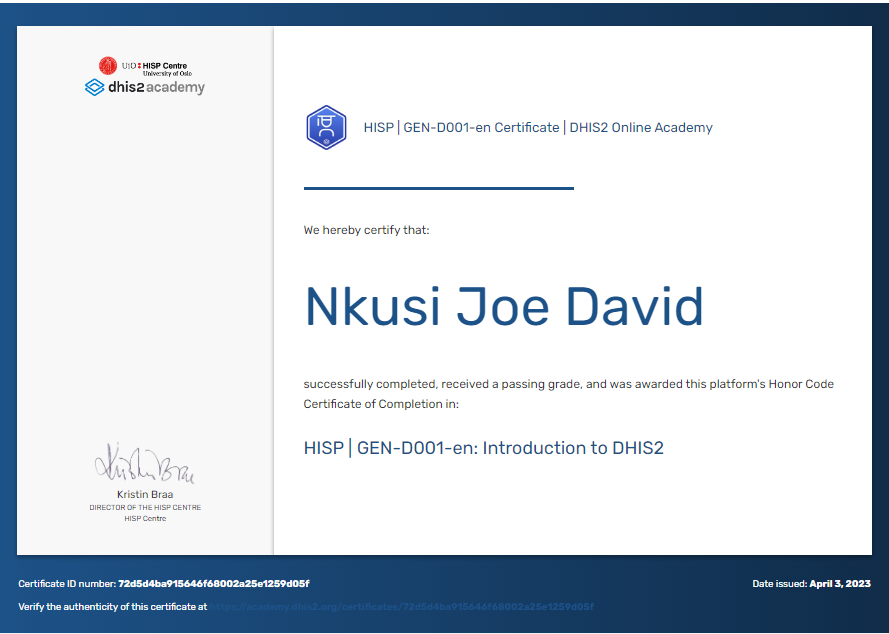 UiO HISP Centre
University of Oslo
dhis2 academy
HISP | GEN-D001-en Certificate | DHIS2 Online Academy
We hereby certify that:
Nkusi Joe David
successfully completed, received a passing grade, and was awarded this platform's Honor Code
Certificate of Completion in:
HISP | GEN-D001-en: Introduction to DHIS2
Kristin Braa
Kristin Braa
DIRECTOR OF THE HISP CENTRE
HISP Centre
Certificate ID number: 72d5d4ba915646f68002a25e1259d05f
Date issued: April 3, 2023
Verify the authenticity of this certificate at https://academy.dhis2.org/certificates/72d5d4ba915646f68002a25e1259d05f